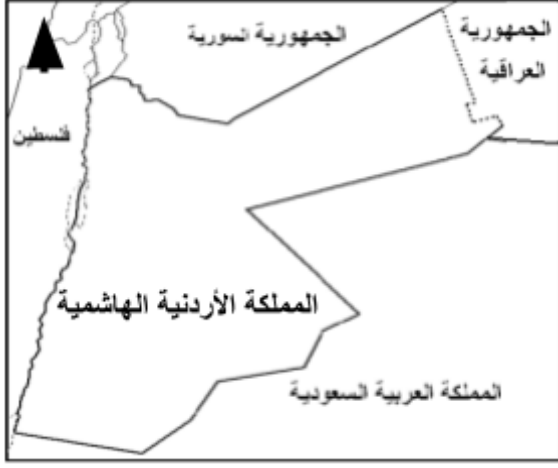 الجمهورية السورية
الجمهورية
العراقية
فلسطين
المملكة الأردنية الهاشمية
المملكة العربية السعودية